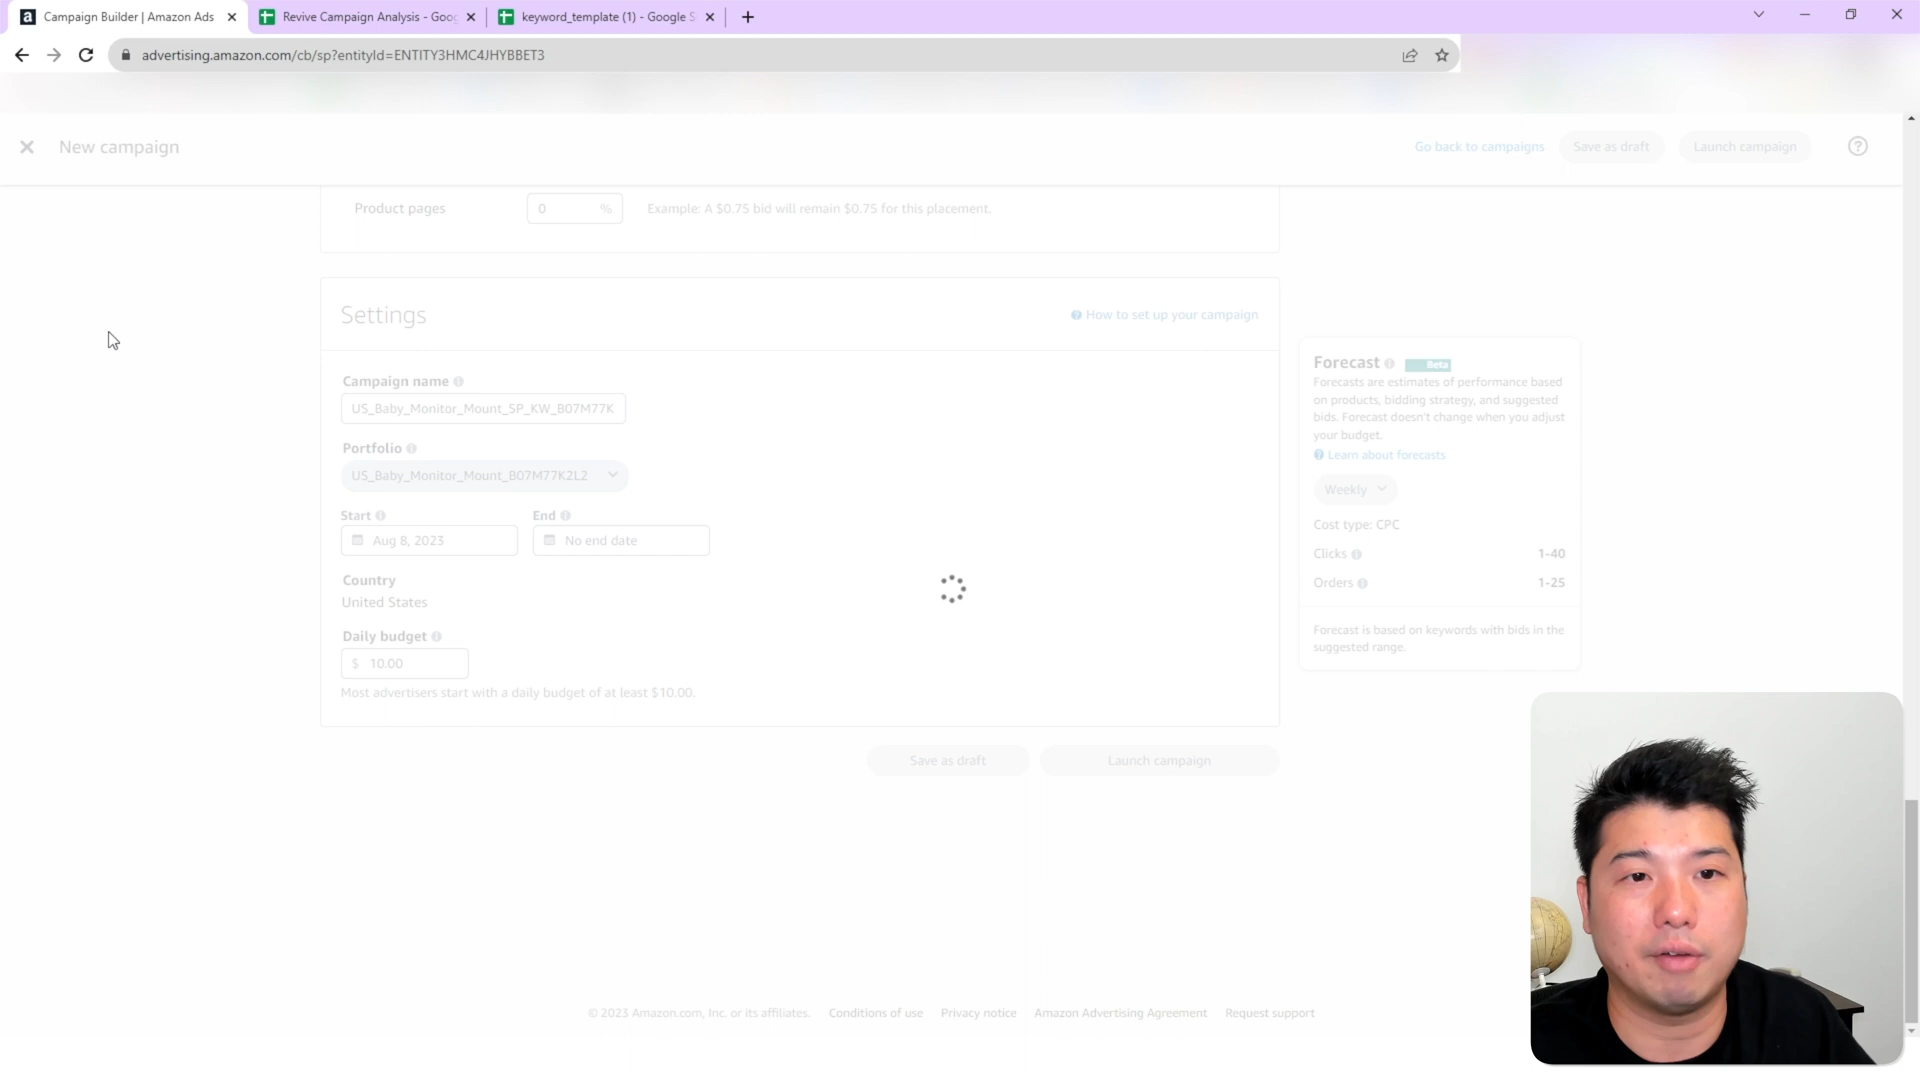 Campaign Builder | Amazon Ads
Revive Campaign Analysis - Goog
keyword_template (1) - Google S
advertising.amazon.com/cb/sp?entityId=ENTITY3HMC4JHYBBET3
New campaign
Go back to campaigns
Save as draft
Launch campaign
Product pages
0 %
Example: A $0.75 bid will remain $0.75 for this placement.
Settings
How to set up your campaign
Campaign name
US_Baby_Monitor_Mount_SP_KW_B07M77K
Portfolio
US_Baby_Monitor_Mount_B07M77K2L2
Start
End
Aug 8, 2023
No end date
Country
United States
Daily budget
$ 10.00
Most advertisers start with a daily budget of at least $10.00.
Save as draft
Launch campaign
Forecast
Beta
Forecasts are estimates of performance based
on products, bidding strategy, and suggested
bids. Forecast doesn't change when you adjust
your budget.
Learn about forecasts
Weekly
Cost type: CPC
Clicks 1-40
Orders 1-25
Forecast is based on keywords with bids in the
suggested range.
© 2023 Amazon.com, Inc. or its affiliates.
Conditions of use
Privacy notice
Amazon Advertising Agreement
Request support